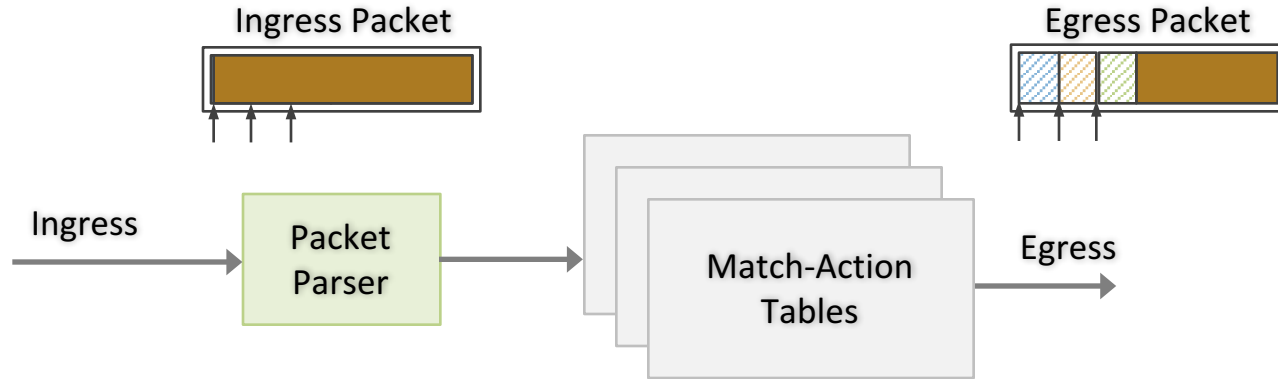 Ingress Packet
Egress Packet
Ingress
Packet
Parser
Match-Action
Tables
Egress